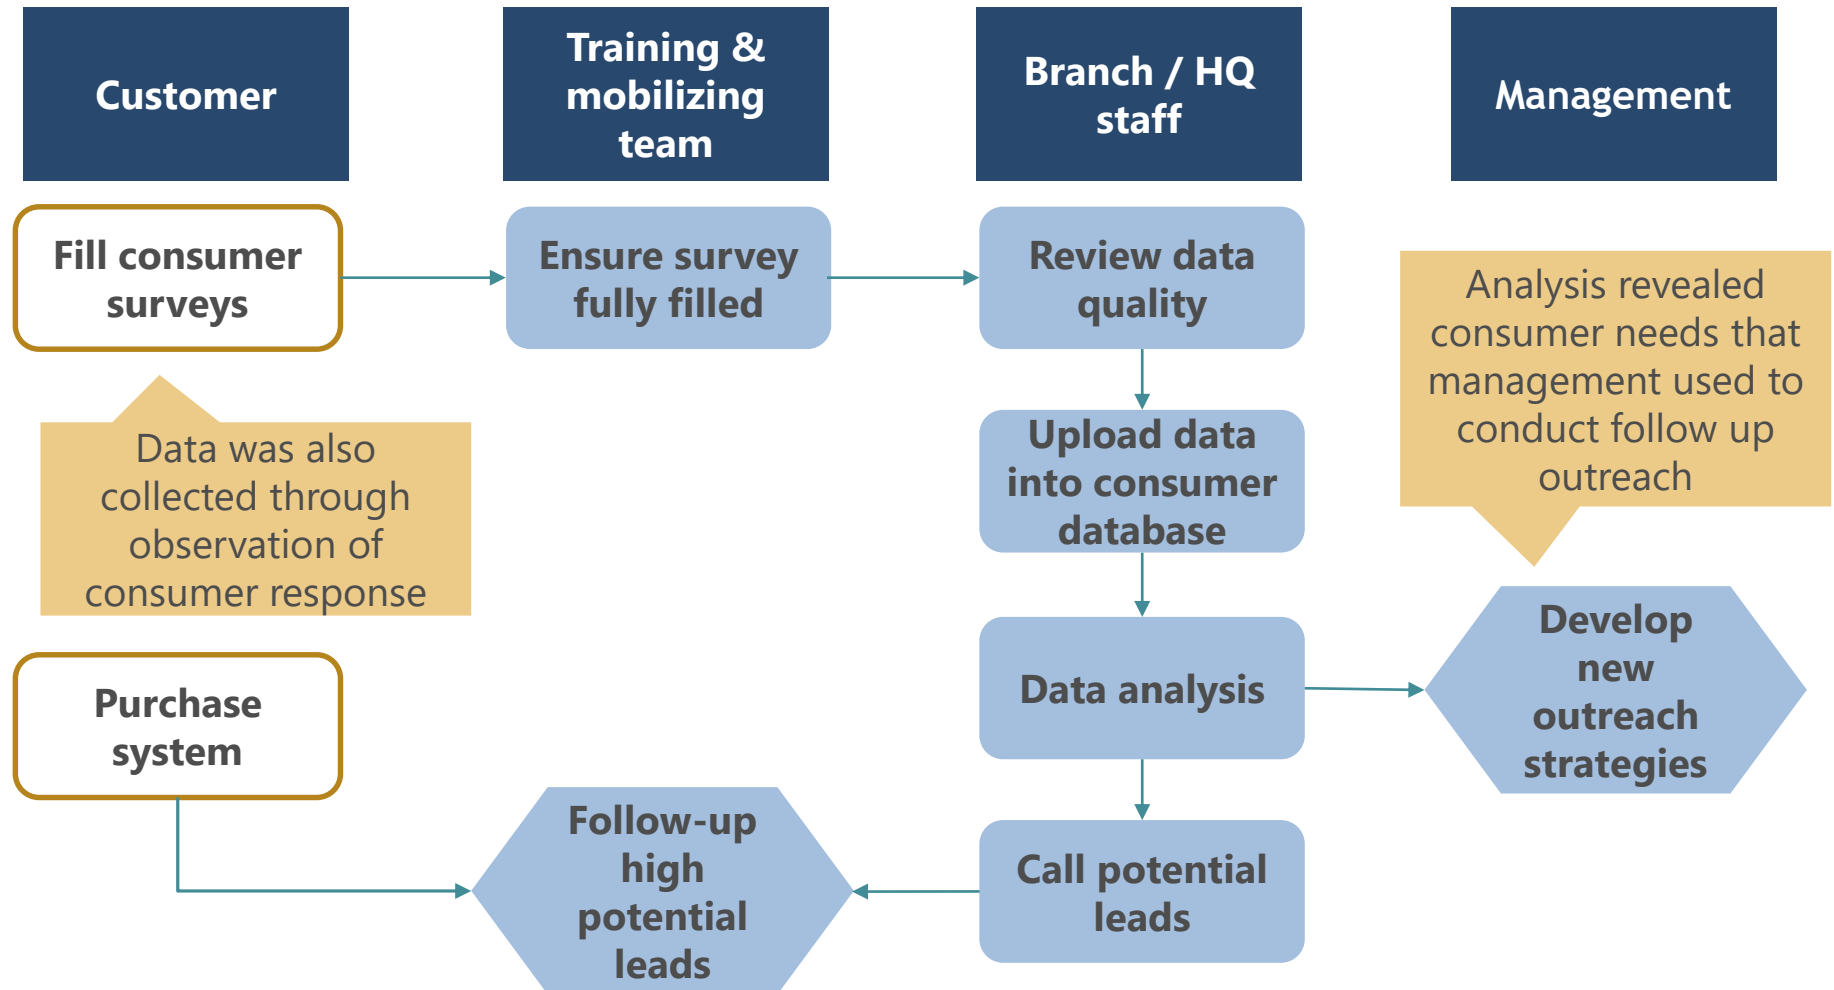 Customer
Training &
mobilizing
team
Branch / HQ
staff
Management
Fill consumer
surveys
Ensure survey
fully filled
Review data
quality
Analysis revealed
consumer needs that
management used to
conduct follow up
outreach
Data was also
collected through
observation of
consumer response
Upload data
into consumer
database
Purchase
system
Data analysis
Develop
new
outreach
strategies
Follow-up
high
potential
leads
Call potential
leads